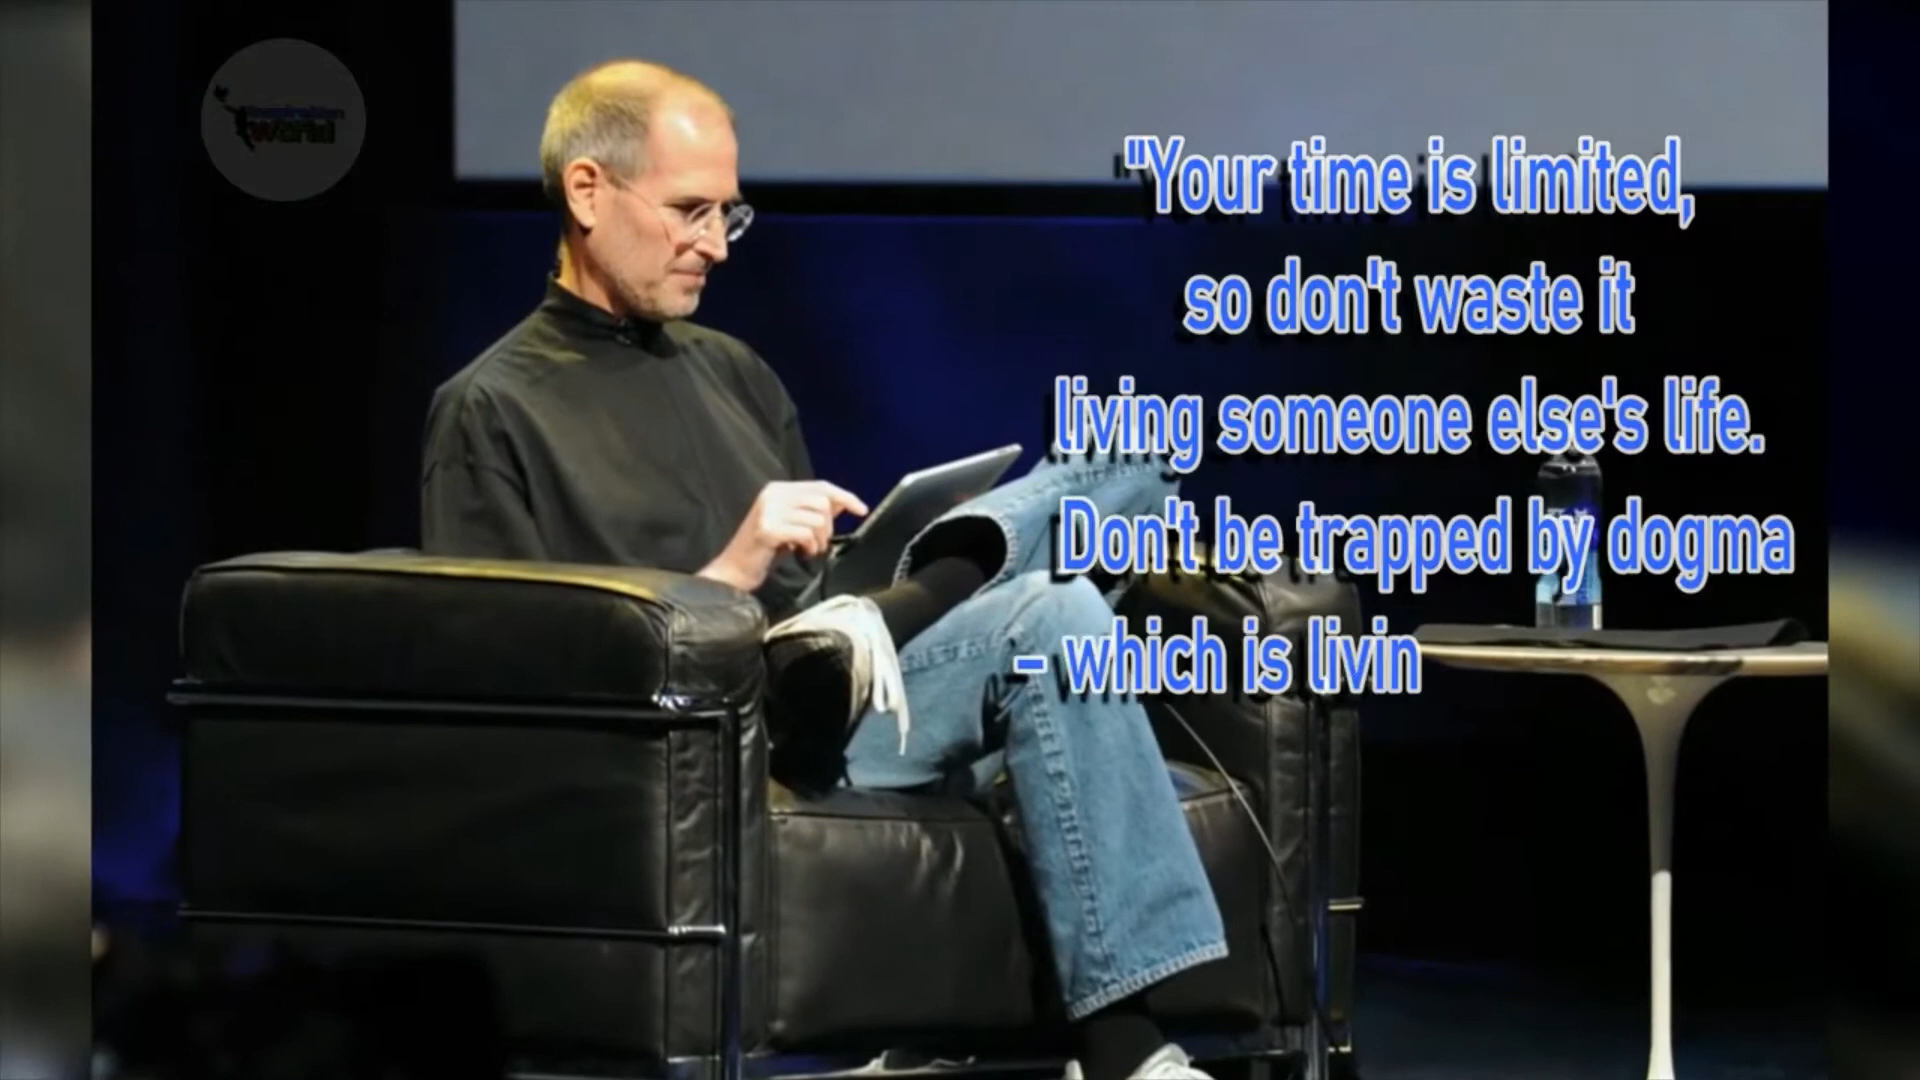 "Your time is limited,
so don't waste it
living someone else's life.
Don't be trapped by dogma
– which is livin
World